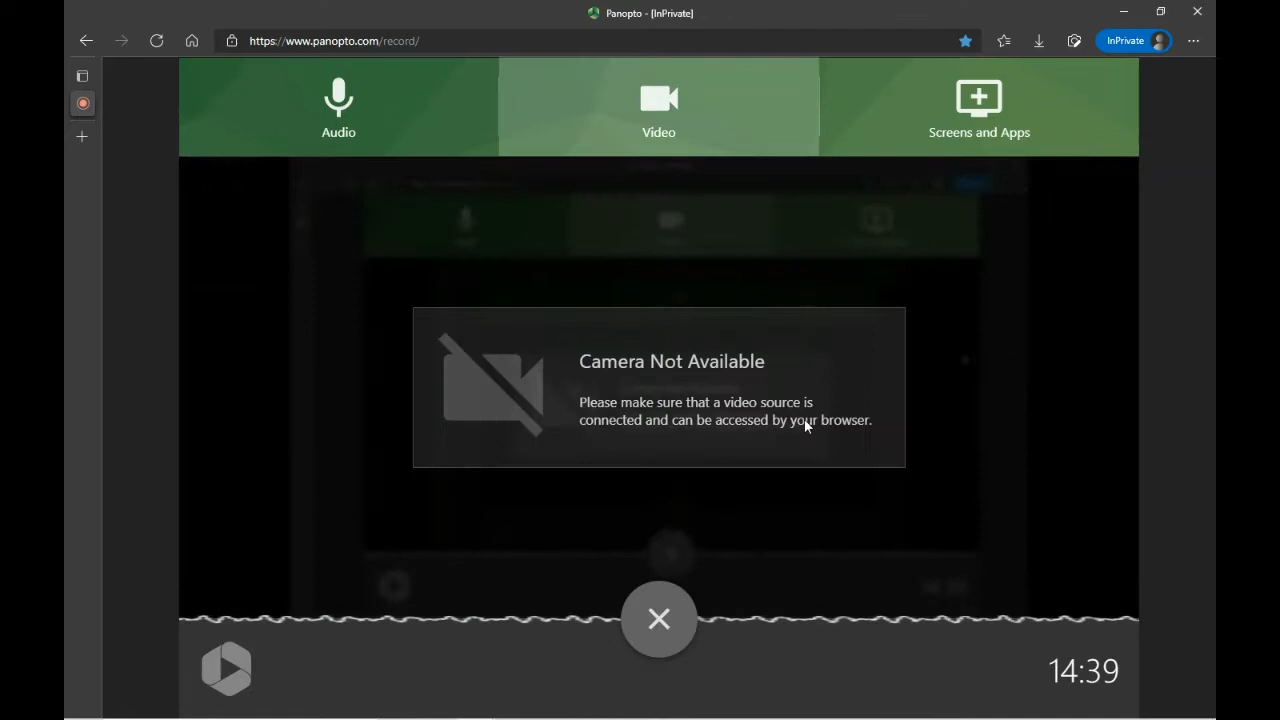 Panopto - [InPrivate]
https://www.panopto.com/record/
InPrivate
Audio
Video
Screens and Apps
Camera Not Available
Please make sure that a video source is
connected and can be accessed by your browser.
14:39